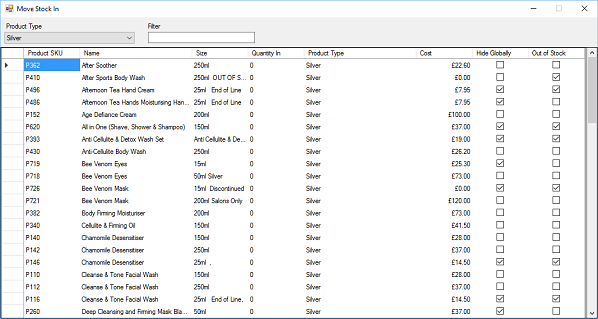 Move Stock In
Product Type Filter
Silver
Product SKU Name Size Quantity In Product Type Cost Hide Globally Out of Stock
P362 After Soother 250ml 0 Silver £22.60
P410 After Sports Body Wash 250ml OUT OF S... 0 Silver £0.00
P496 Afternoon Tea Hand Cream 25ml End of Line 0 Silver £7.95
P486 Afternoon Tea Hands Moisturising Han... 25ml End of Line 0 Silver £7.95
P152 Age Defiance Cream 200ml 0 Silver £100.00
P620 All in One (Shave, Shower & Shampoo) 150ml 0 Silver £37.00
P393 Anti Cellulite & Detox Wash Set Anti Cellulite & De... 0 Silver £19.00
P430 Anti-Cellulite Body Wash 250ml 0 Silver £26.20
P719 Bee Venom Eyes 15ml 0 Silver £25.30
P718 Bee Venom Eyes 50ml Silver 0 Silver £73.00
P726 Bee Venom Mask 15ml Discontinued 0 Silver £0.00
P721 Bee Venom Mask 200ml Salons Only 0 Silver £120.00
P382 Body Firming Moisturiser 200ml 0 Silver £73.00
P340 Cellulite & Firming Oil 150ml 0 Silver £41.50
P140 Chamomile Desensitiser 250ml 0 Silver £28.00
P142 Chamomile Desensitiser 250ml 0 Silver £37.00
P146 Chamomile Desensitiser 25ml , 0 Silver £14.50
P110 Cleanse & Tone Facial Wash 150ml 0 Silver £28.00
P112 Cleanse & Tone Facial Wash 250ml 0 Silver £37.00
P116 Cleanse & Tone Facial Wash 25ml End of Line, 0 Silver £14.50
P260 Deep Cleansing and Firming Mask Bla... 50ml 0 Silver £37.00